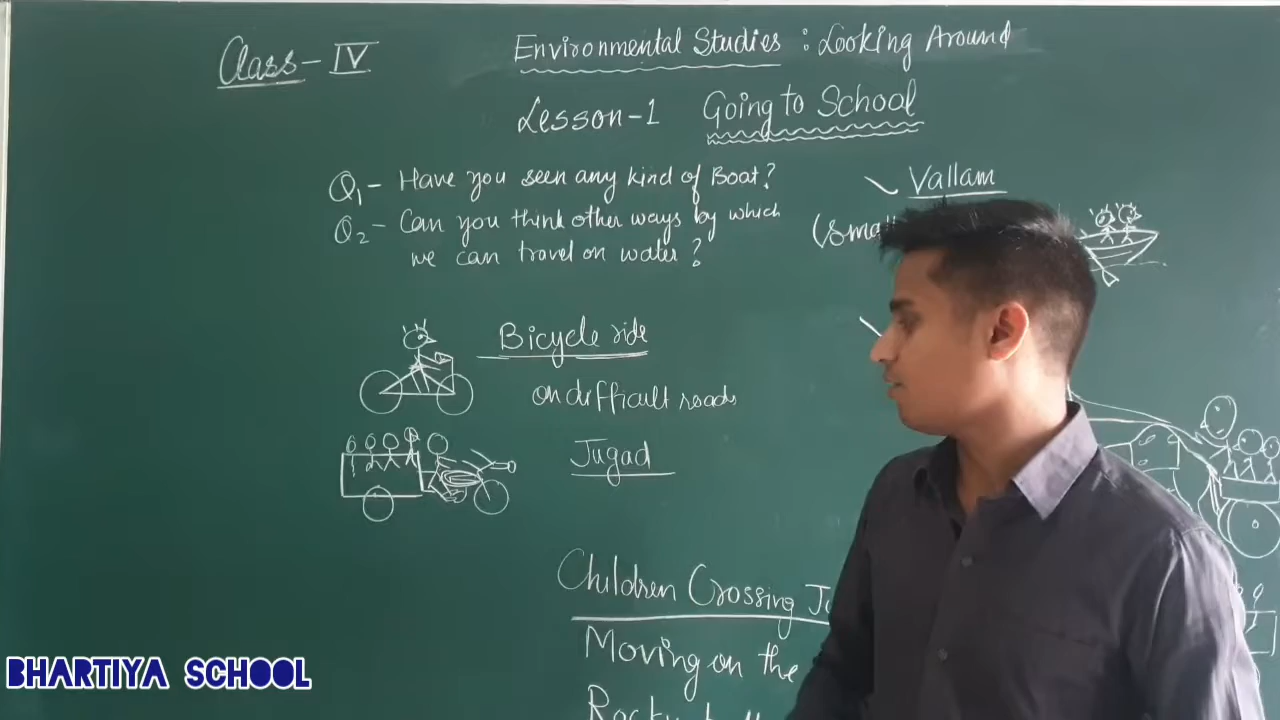 Class - IV
Environmental Studies : Looking Around
Lesson-1 Going to School
Q1 - Have you seen any kind of Boat?
Q2 - Can you think other ways by which
we can travel on water ?
Vallam
Bicycle ride
on difficult roads
Jugad
Children Crossing
Moving on the
BHARTIYA SCHOOL